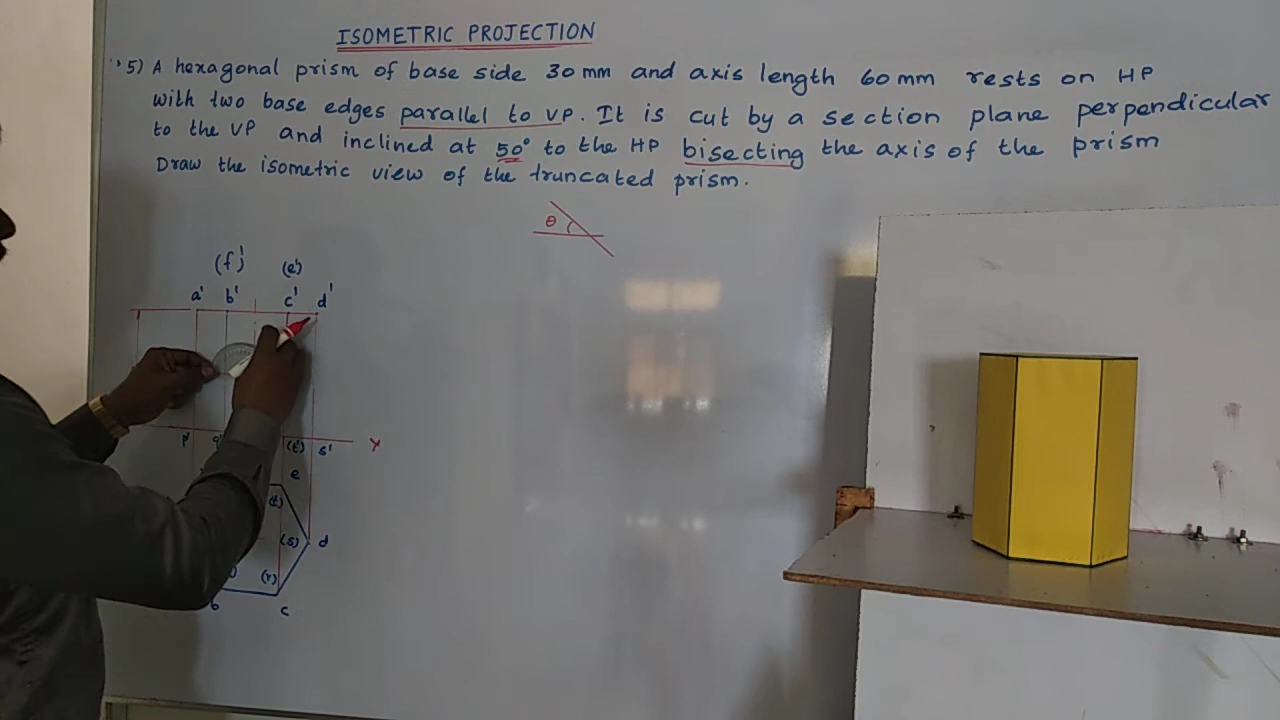 ISOMETRIC PROJECTION
5) A hexagonal prism of base side 30 mm and axis length 60 mm rests on HP
with two base edges parallel to VP. It is cut by a section plane perpendicular
to the VP and inclined at 50° to the HP bisecting the axis of the prism
Draw the isometric view of the truncated prism.
θ
(f') (e')
a' b' c' d'
p' q' (t') s' Y
e
(t)
(s) d
(r)
b c